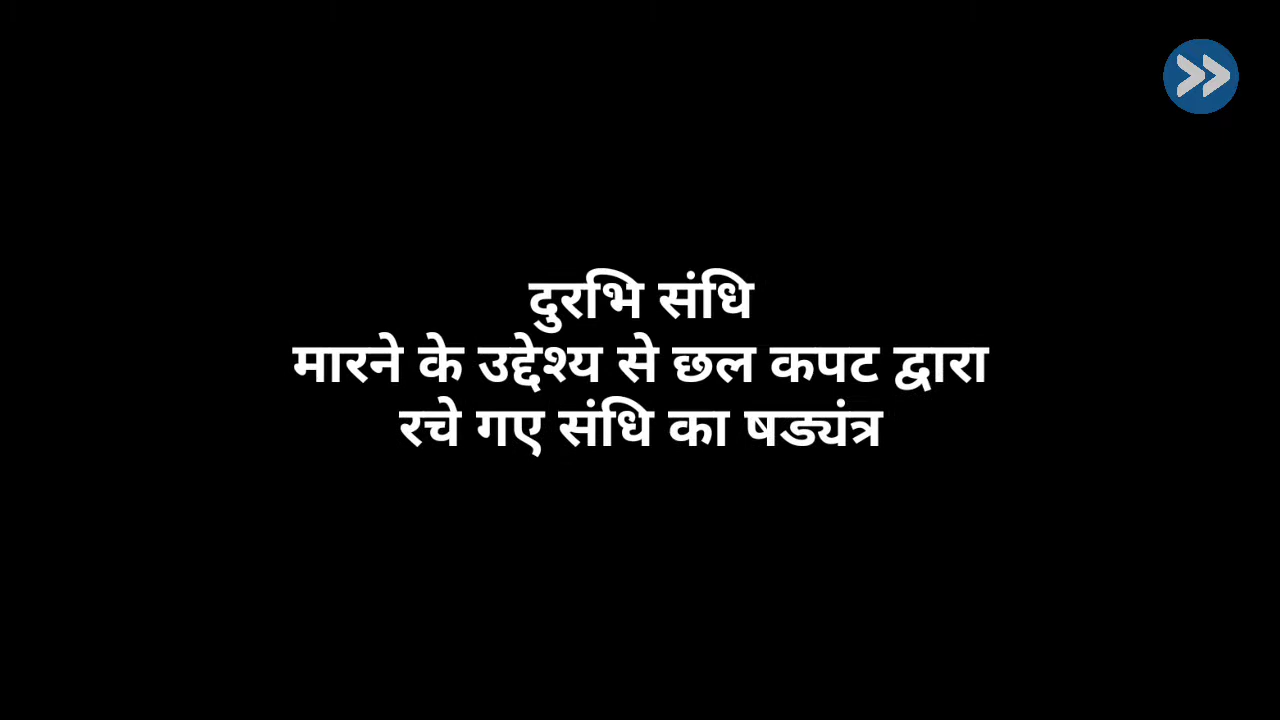 दुरभि संधि
मारने के उद्देश्य से छल कपट द्वारा
रचे गए संधि का षड्यंत्र